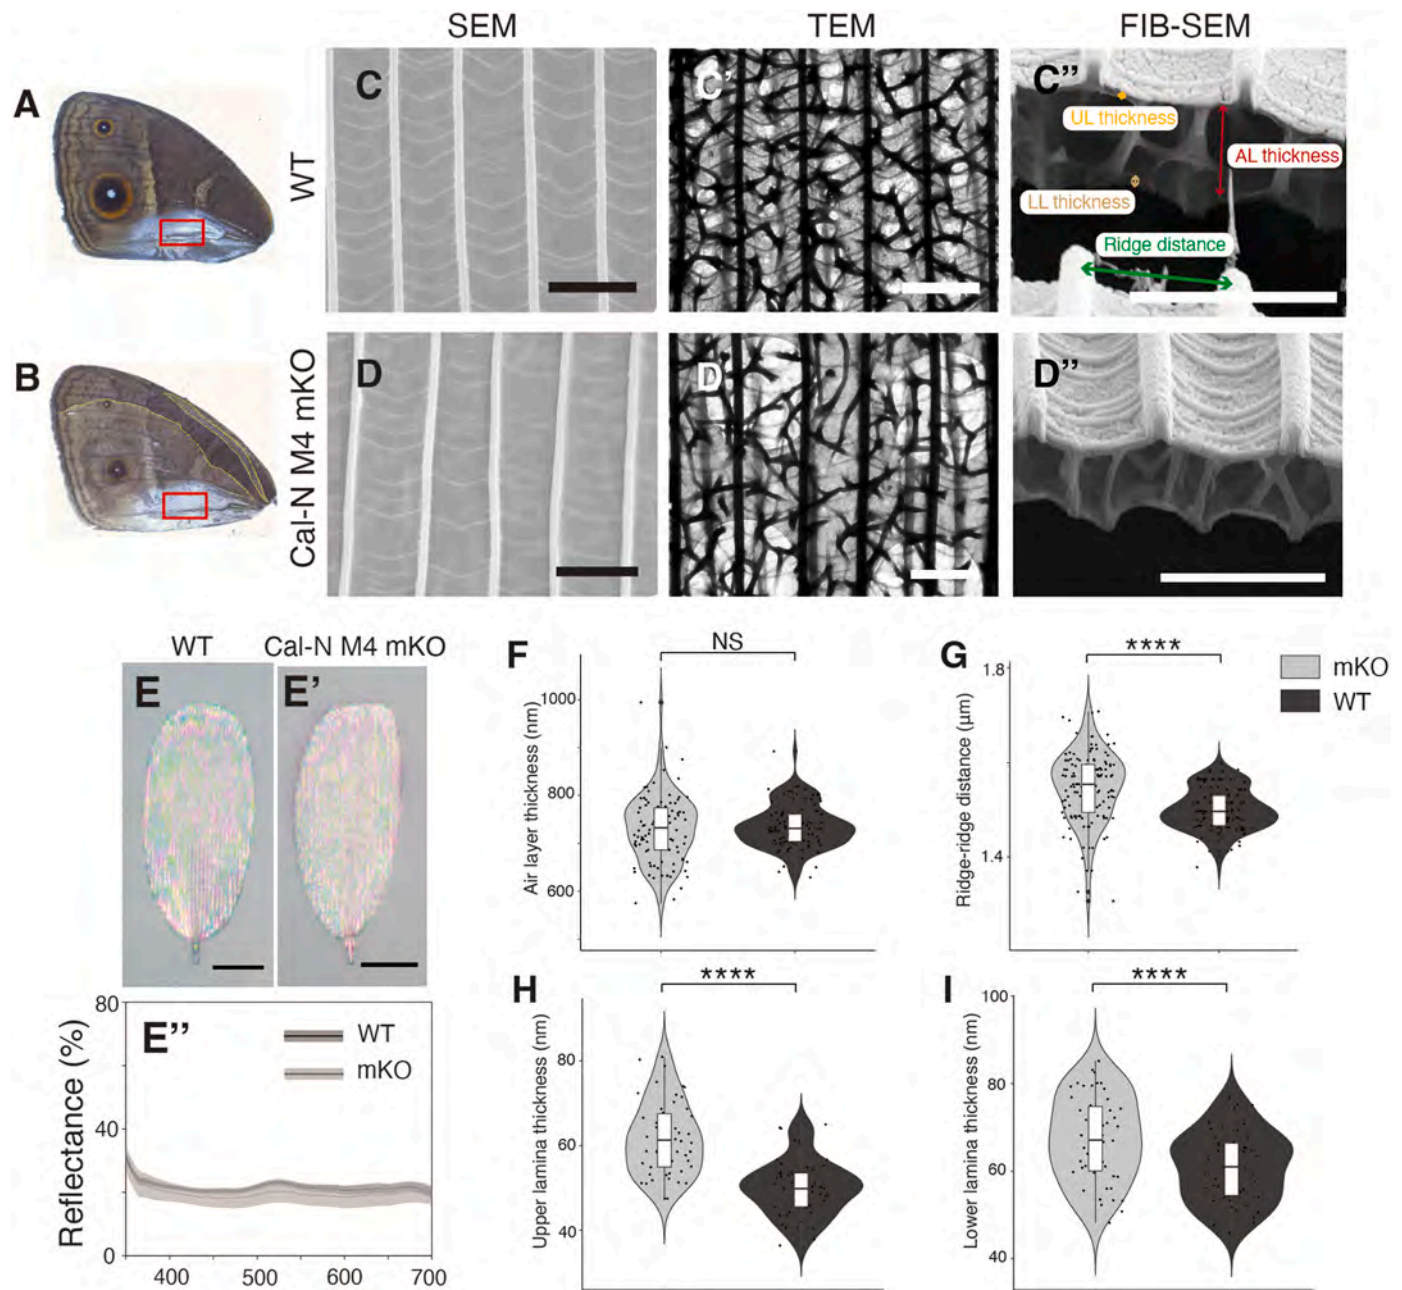 SEM TEM FIB-SEM
A
WT
C
C'
C”
UL thickness
AL thickness
LL thickness
Ridge distance
B
Cal-N M4 mKO
D
D
D”
WT Cal-N M4 mKO
E
E'
F
NS
1000
800
600
Air layer thickness (nm)
G
****
1.8
1.4
Ridge-ridge distance (µm)
mKO
WT
E”
80
40
0
Reflectance (%)
WT
mKO
400 500 600 700
H
****
80
60
40
Upper lamina thickness (nm)
I
****
100
80
60
40
Lower lamina thickness (nm)